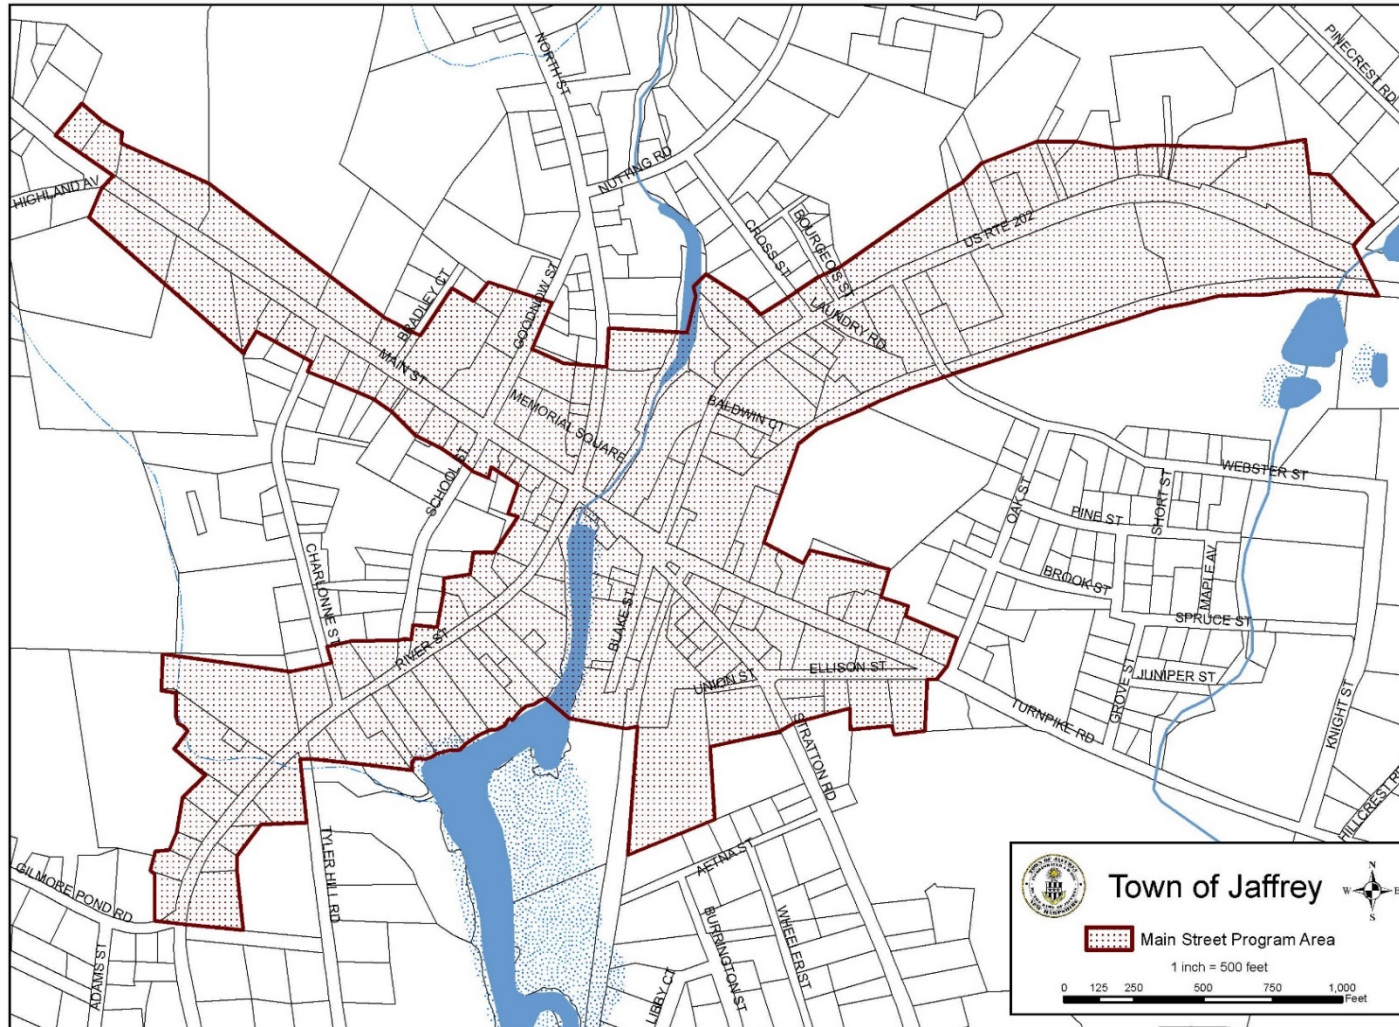 PINECREST RD
NORTH ST
NUTTING RD
HIGHLAND AV
BOURGEOIS ST
CROSS ST
US RTE 202
BRADLEY CT
GOODNOW ST
LAUNDRY RD
MAIN ST
MEMORIAL SQUARE
BALDWIN CT
SCHOOL ST
WEBSTER ST
OAK ST
SHORT ST
PINE ST
CHARLONNE ST
BROOK ST
MAPLE AV
BLAKE ST
SPRUCE ST
RIVER ST
ELLISON ST
UNION ST
JUNIPER ST
GROVE ST
TURNPIKE RD
STRATTON RD
KNIGHT ST
HILLCREST R
TYLER HILL RD
AETNA ST
GILMORE POND RD
ADAMS ST
BURRINGTON ST
WHEELER ST
LIBBY CT
Town of Jaffrey
N
W
E
S
Main Street Program Area
1 inch = 500 feet
0 125 250 500 750 1,000
Feet